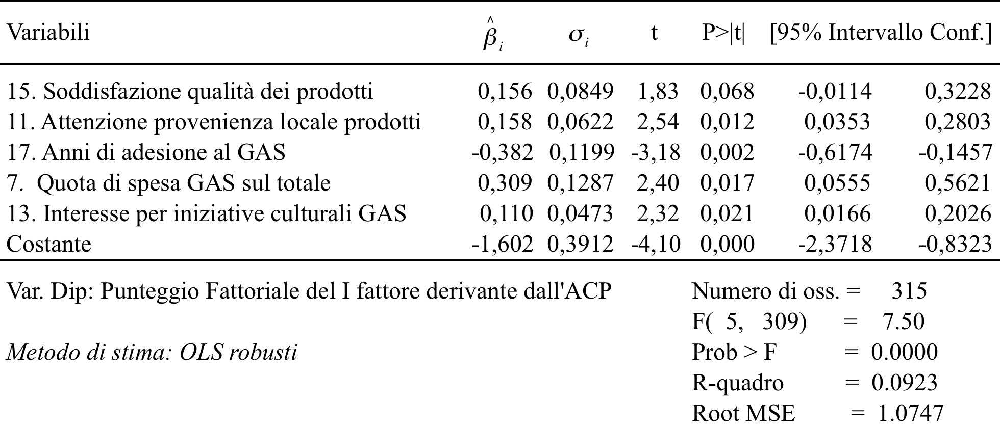 Variabili β̂ᵢ σᵢ t P>|t| [95% Intervallo Conf.]
15. Soddisfazione qualità dei prodotti 0,156 0,0849 1,83 0,068 -0,0114 0,3228
11. Attenzione provenienza locale prodotti 0,158 0,0622 2,54 0,012 0,0353 0,2803
17. Anni di adesione al GAS -0,382 0,1199 -3,18 0,002 -0,6174 -0,1457
7. Quota di spesa GAS sul totale 0,309 0,1287 2,40 0,017 0,0555 0,5621
13. Interesse per iniziative culturali GAS 0,110 0,0473 2,32 0,021 0,0166 0,2026
Costante -1,602 0,3912 -4,10 0,000 -2,3718 -0,8323
Var. Dip: Punteggio Fattoriale del I fattore derivante dall'ACP Numero di oss. = 315
F( 5, 309) = 7.50
Metodo di stima: OLS robusti Prob > F = 0.0000
R-quadro = 0.0923
Root MSE = 1.0747